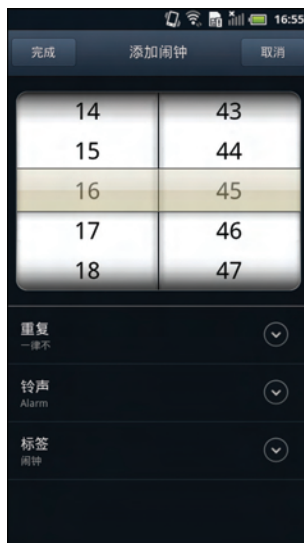 16:55
完成 添加闹钟 取消
14 43
15 44
16 45
17 46
18 47
重复
一律不
铃声
Alarm
标签
闹钟